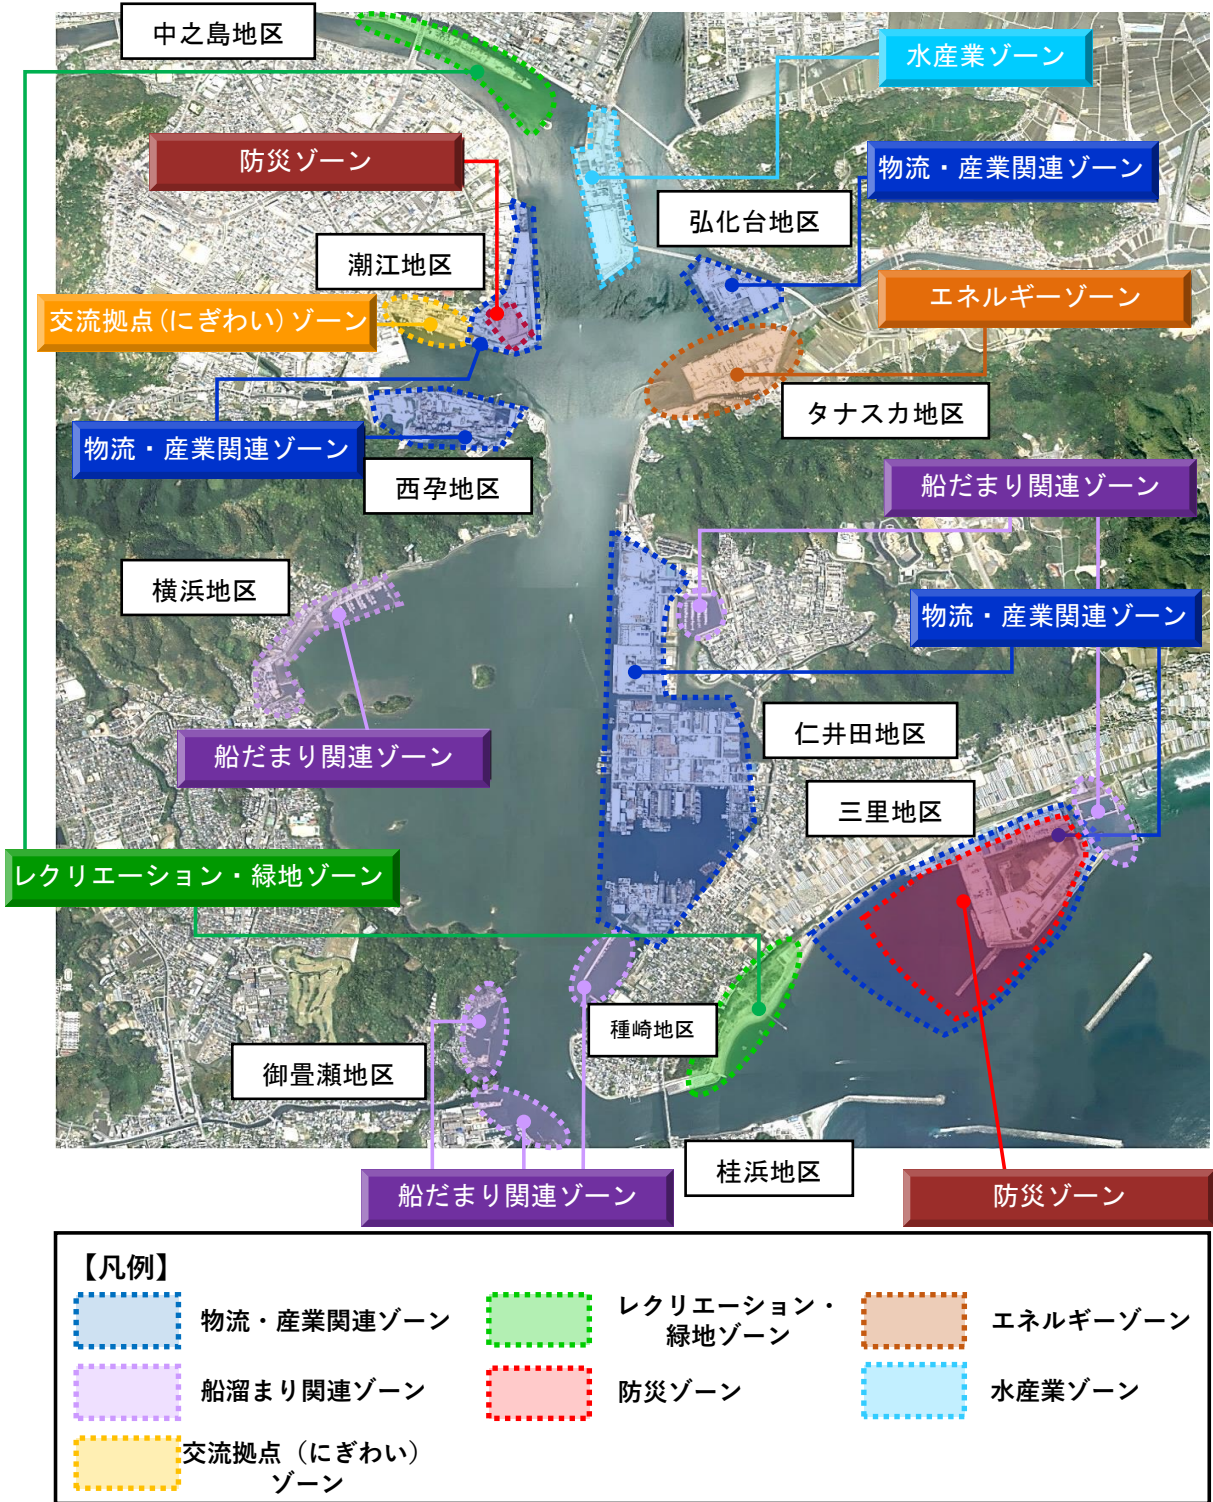 中之島地区
水産業ゾーン
防災ゾーン
物流・産業関連ゾーン
弘化台地区
潮江地区
エネルギーゾーン
交流拠点(にぎわい)ゾーン
タナスカ地区
物流・産業関連ゾーン
西孕地区
船だまり関連ゾーン
横浜地区
物流・産業関連ゾーン
仁井田地区
船だまり関連ゾーン
三里地区
レクリエーション・緑地ゾーン
種崎地区
御畳瀬地区
桂浜地区
船だまり関連ゾーン
防災ゾーン
【凡例】
物流・産業関連ゾーン
レクリエーション・
緑地ゾーン
エネルギーゾーン
船溜まり関連ゾーン
防災ゾーン
水産業ゾーン
交流拠点（にぎわい）
ゾーン